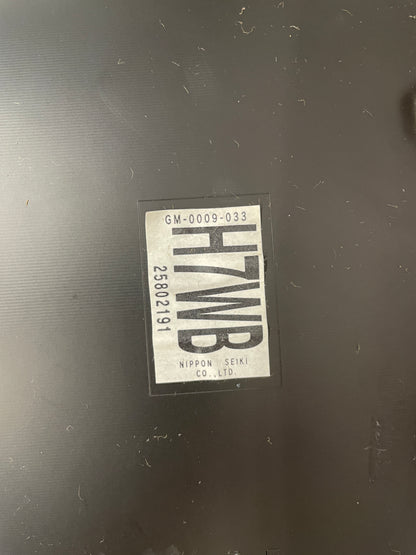 GM-0009-033
H7WB
25802191
NIPPON SEIKI
CO.,LTD.